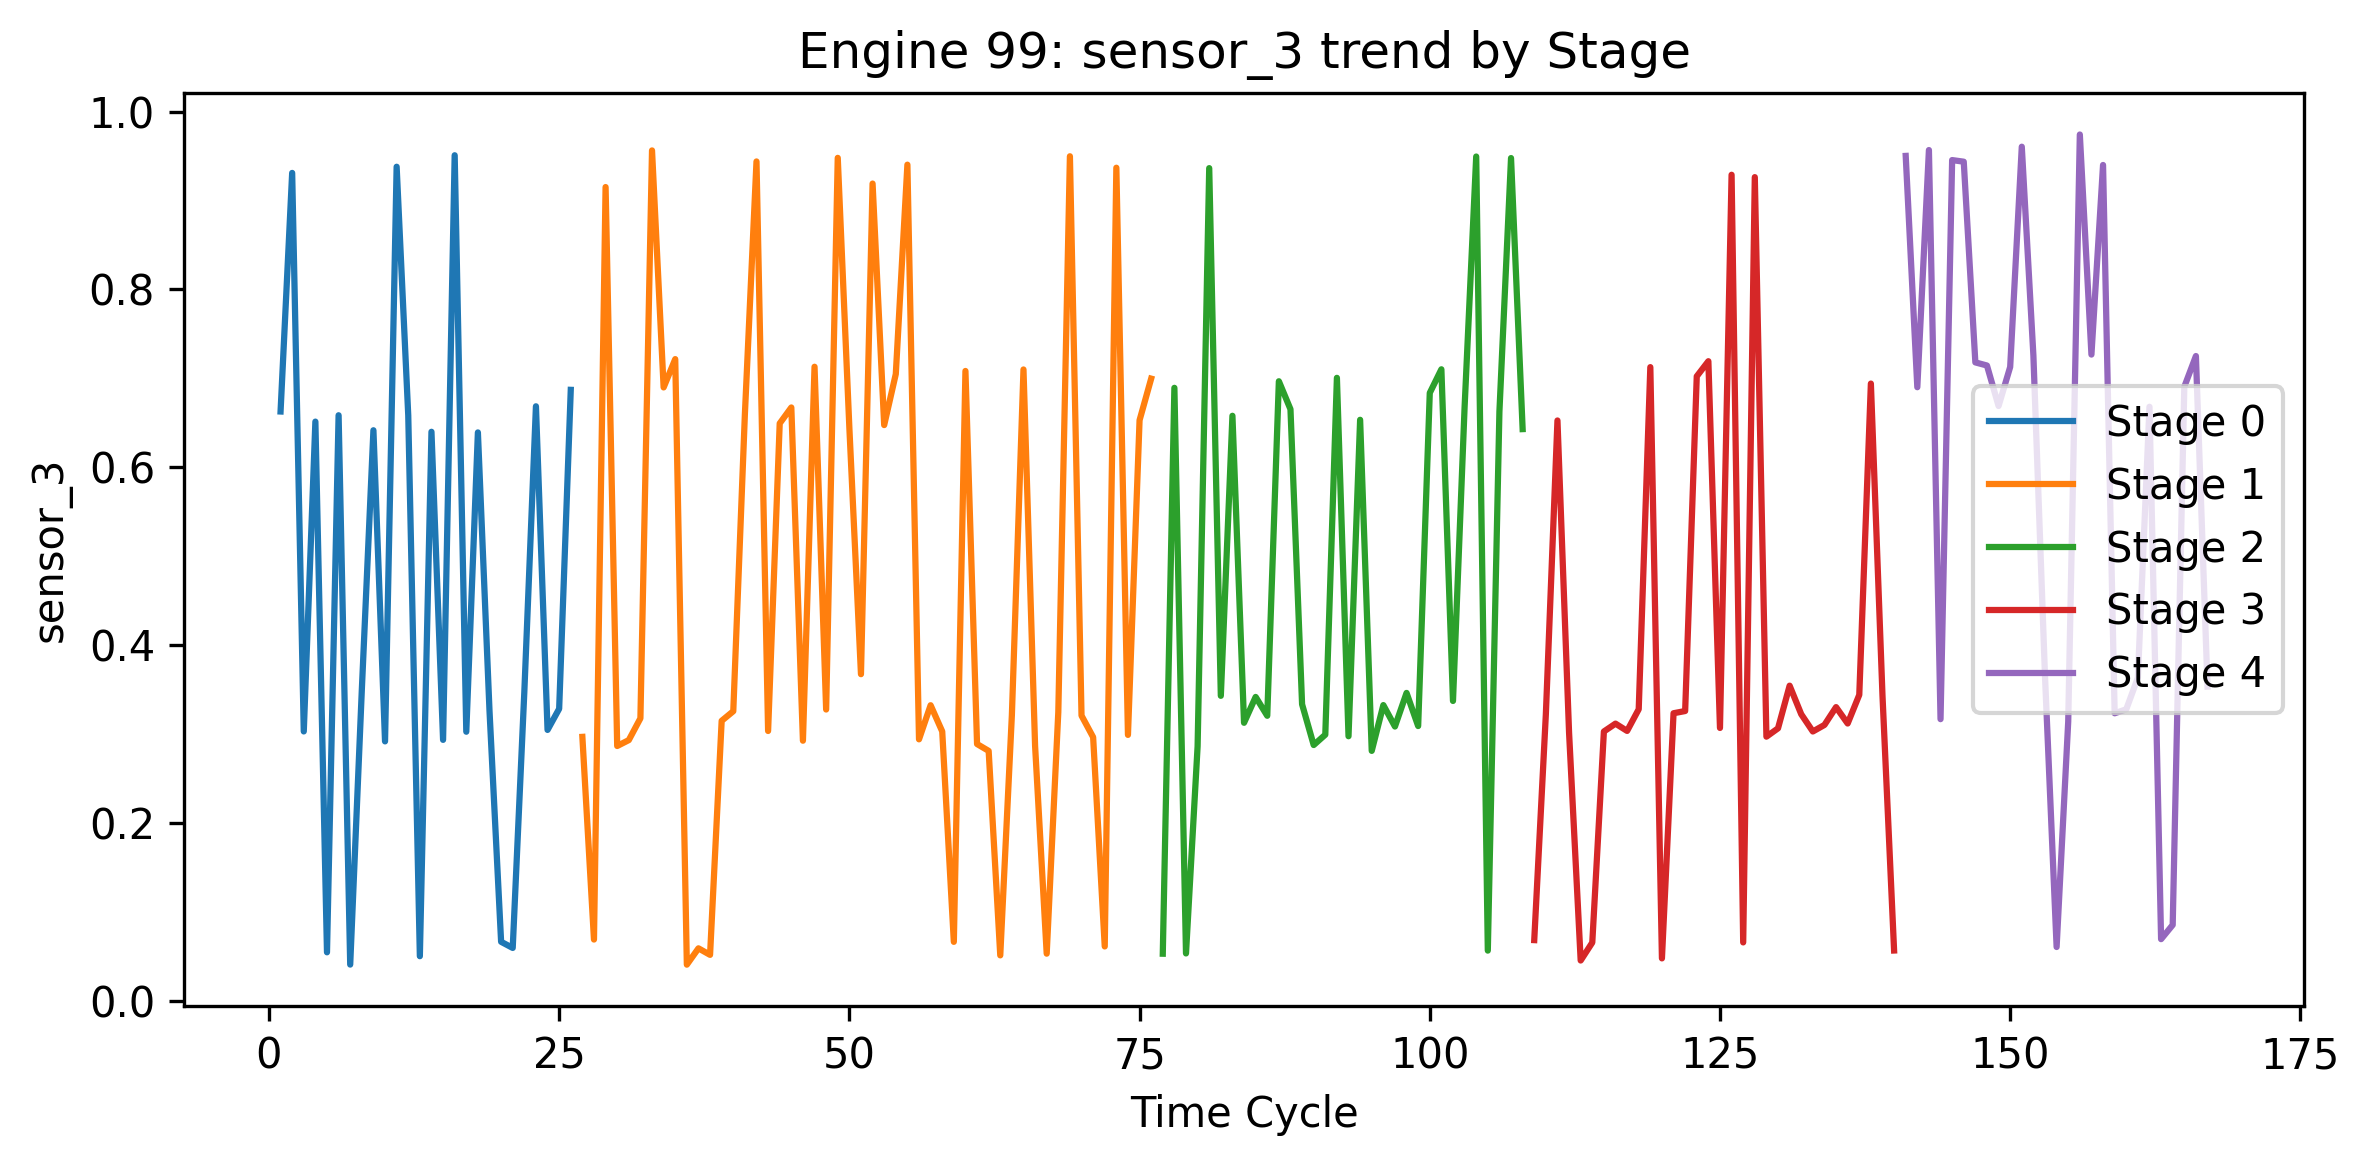 Engine 99: sensor_3 trend by Stage
1.0
0.8
0.6
0.4
0.2
0.0
sensor_3
Stage 0
Stage 1
Stage 2
Stage 3
Stage 4
0 25 50 75 100 125 150 175
Time Cycle